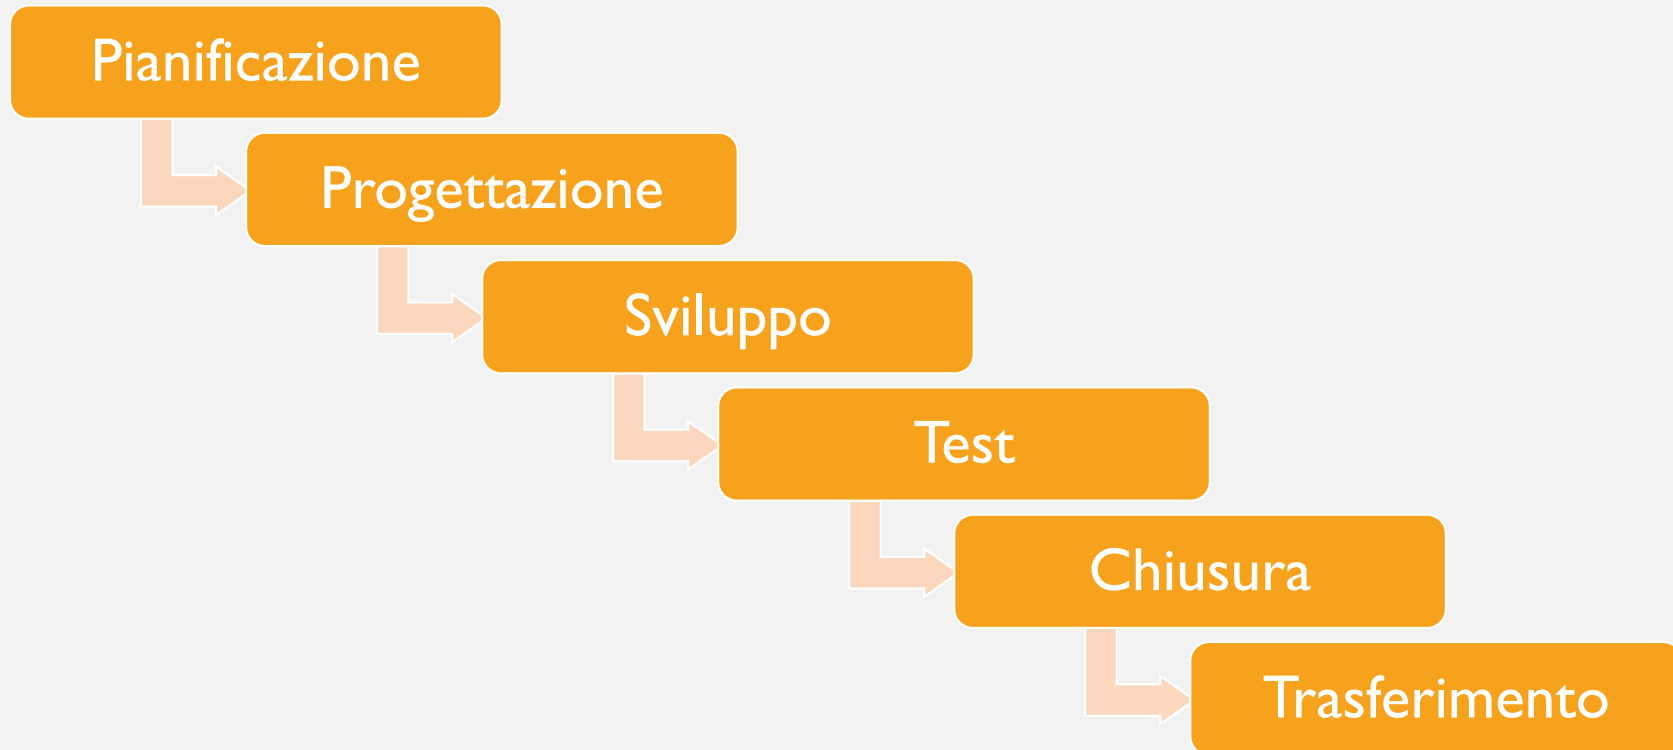 Pianificazione
Progettazione
Sviluppo
Test
Chiusura
Trasferimento